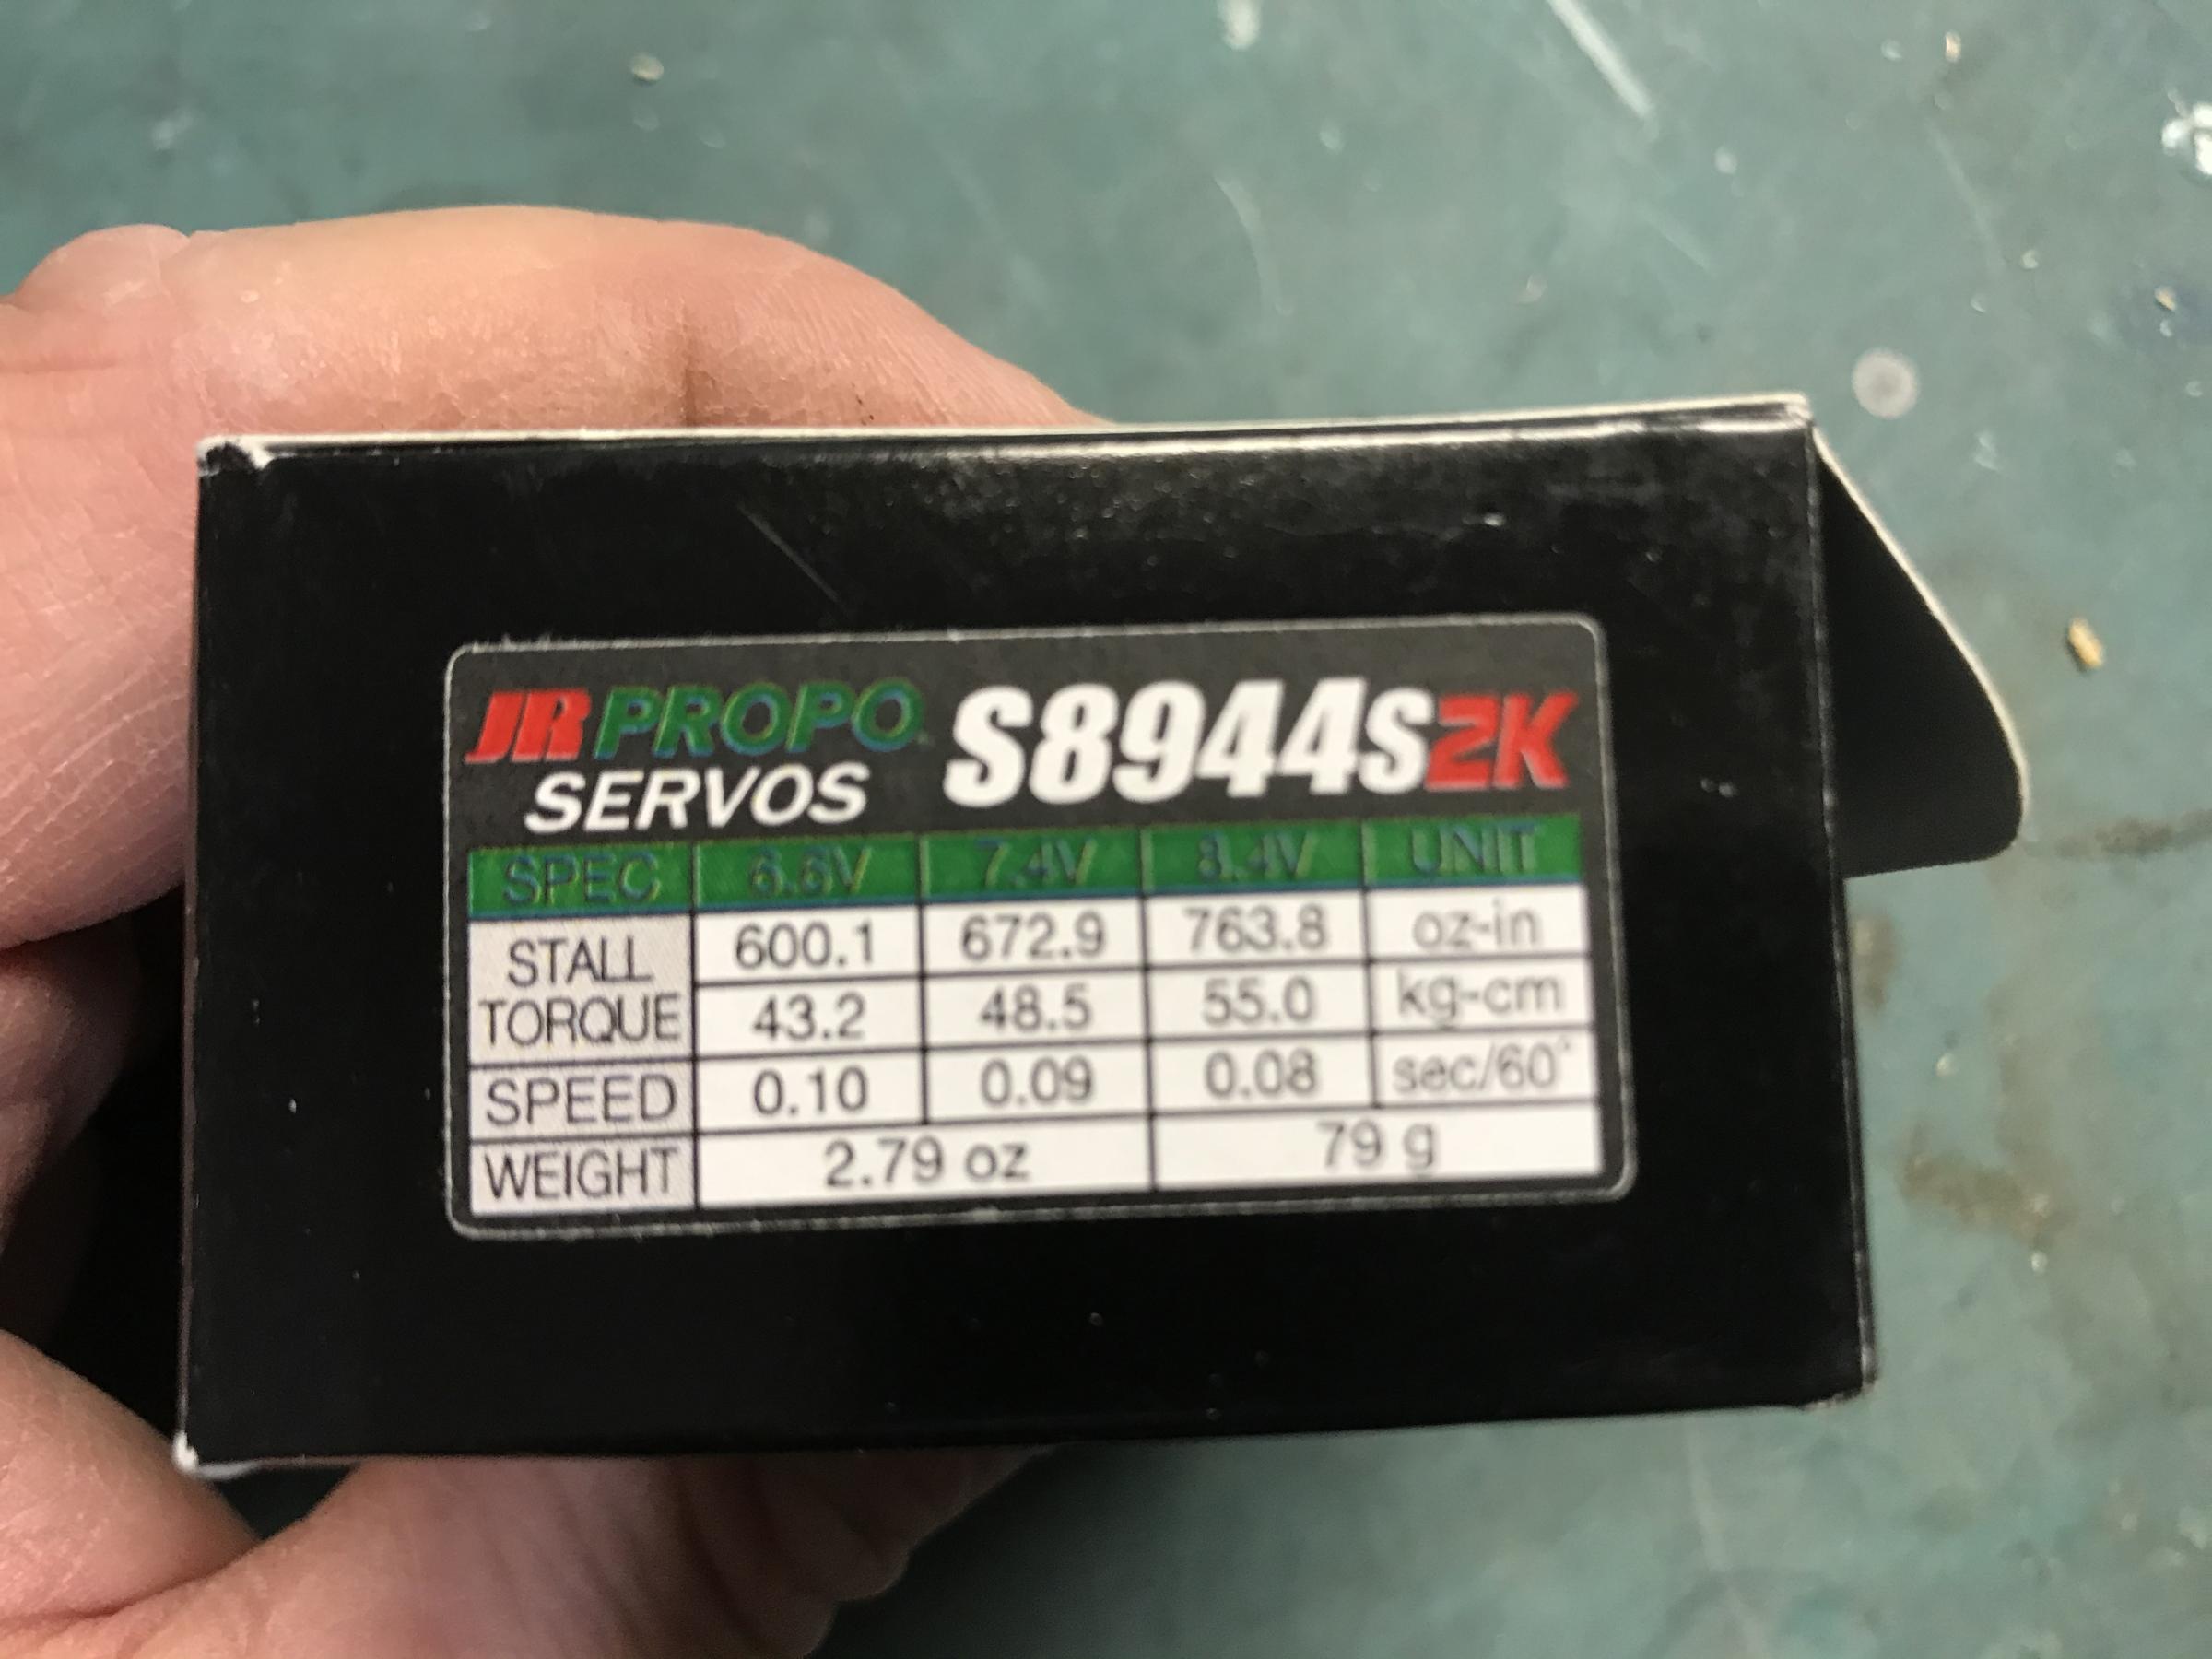 JR PROPO S8944S2K
SERVOS
SPEC 6.6V 7.4V 8.4V UNIT
STALL TORQUE 600.1 672.9 763.8 oz-in
43.2 48.5 55.0 kg-cm
SPEED 0.10 0.09 0.08 sec/60°
WEIGHT 2.79 oz 79 g